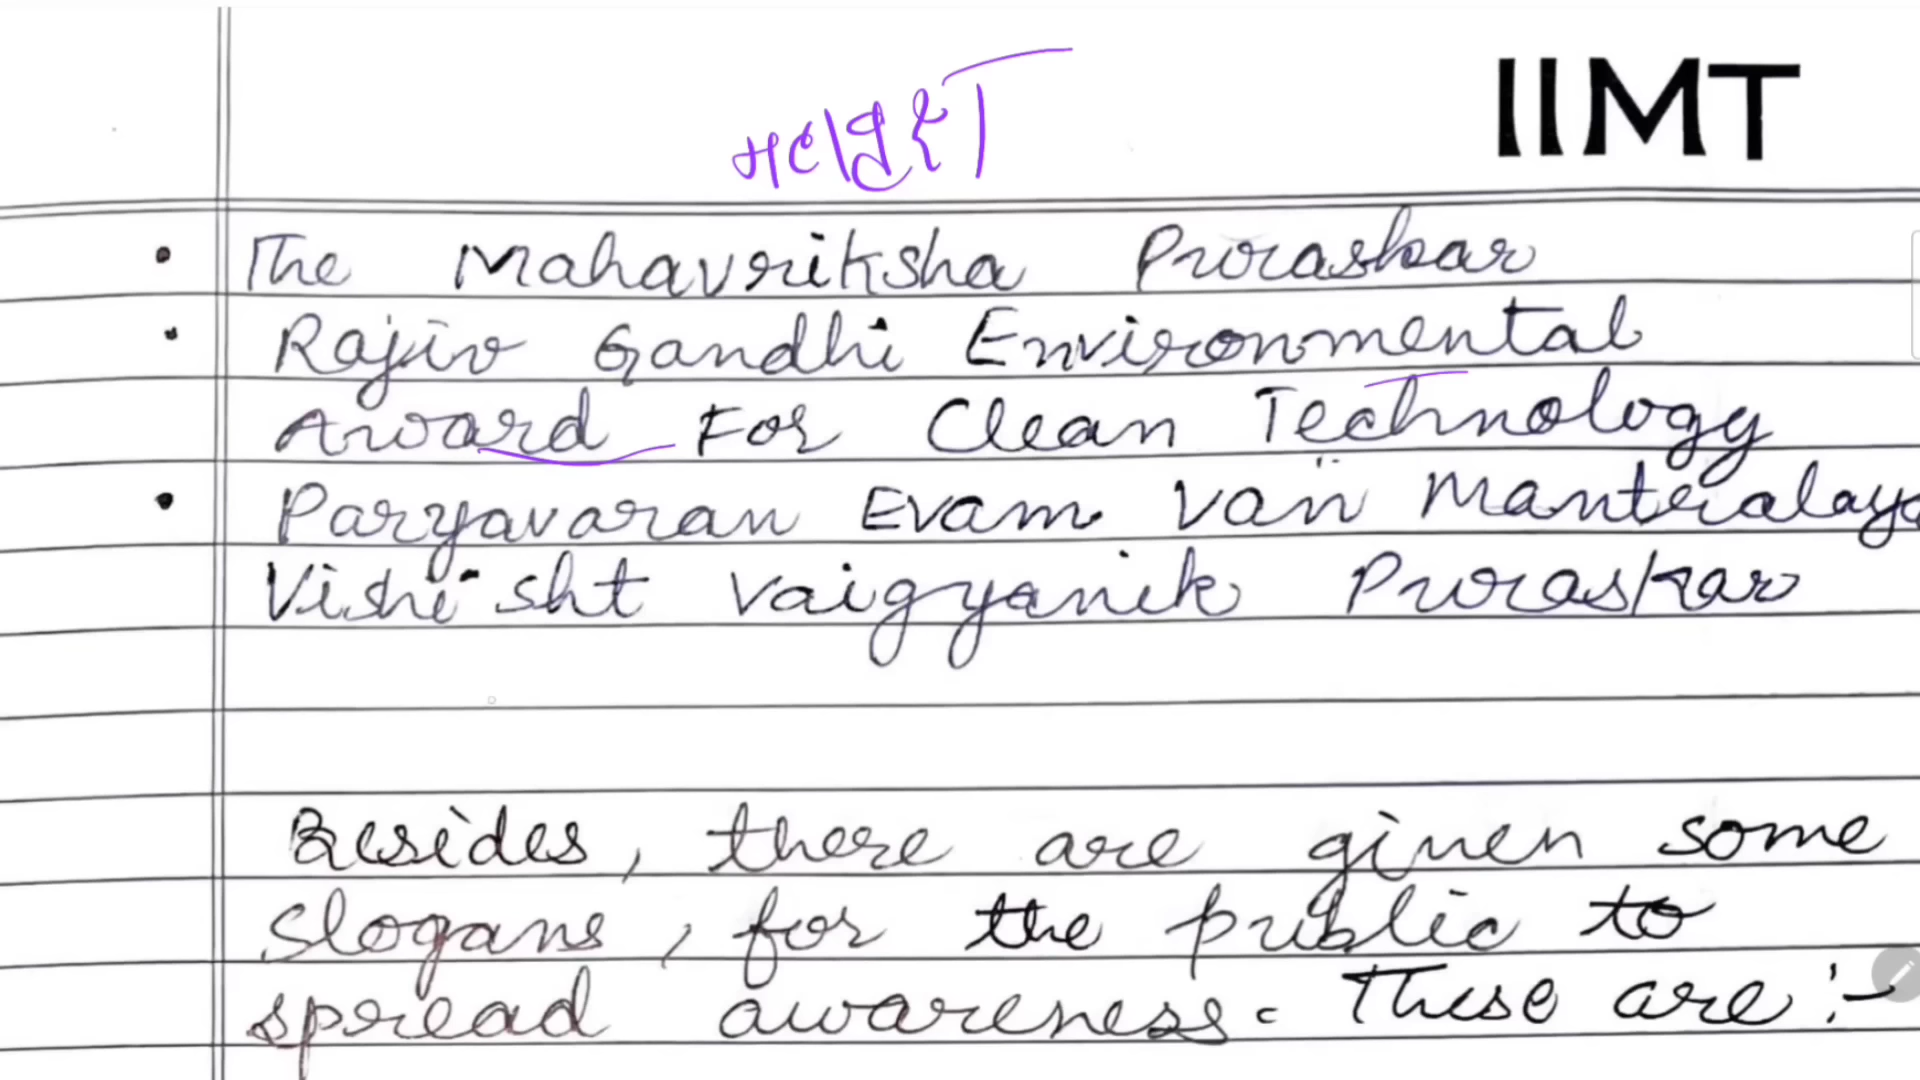 IIMT
• The Mahavriksha Puraskar
• Rajiv Gandhi Environmental
Award For Clean Technology
• Paryavaran Evam Van Mantralaya
Vishisht Vaigyanik Puraskar
Besides, there are given some
slogans, for the public to
spread awareness. These are :-